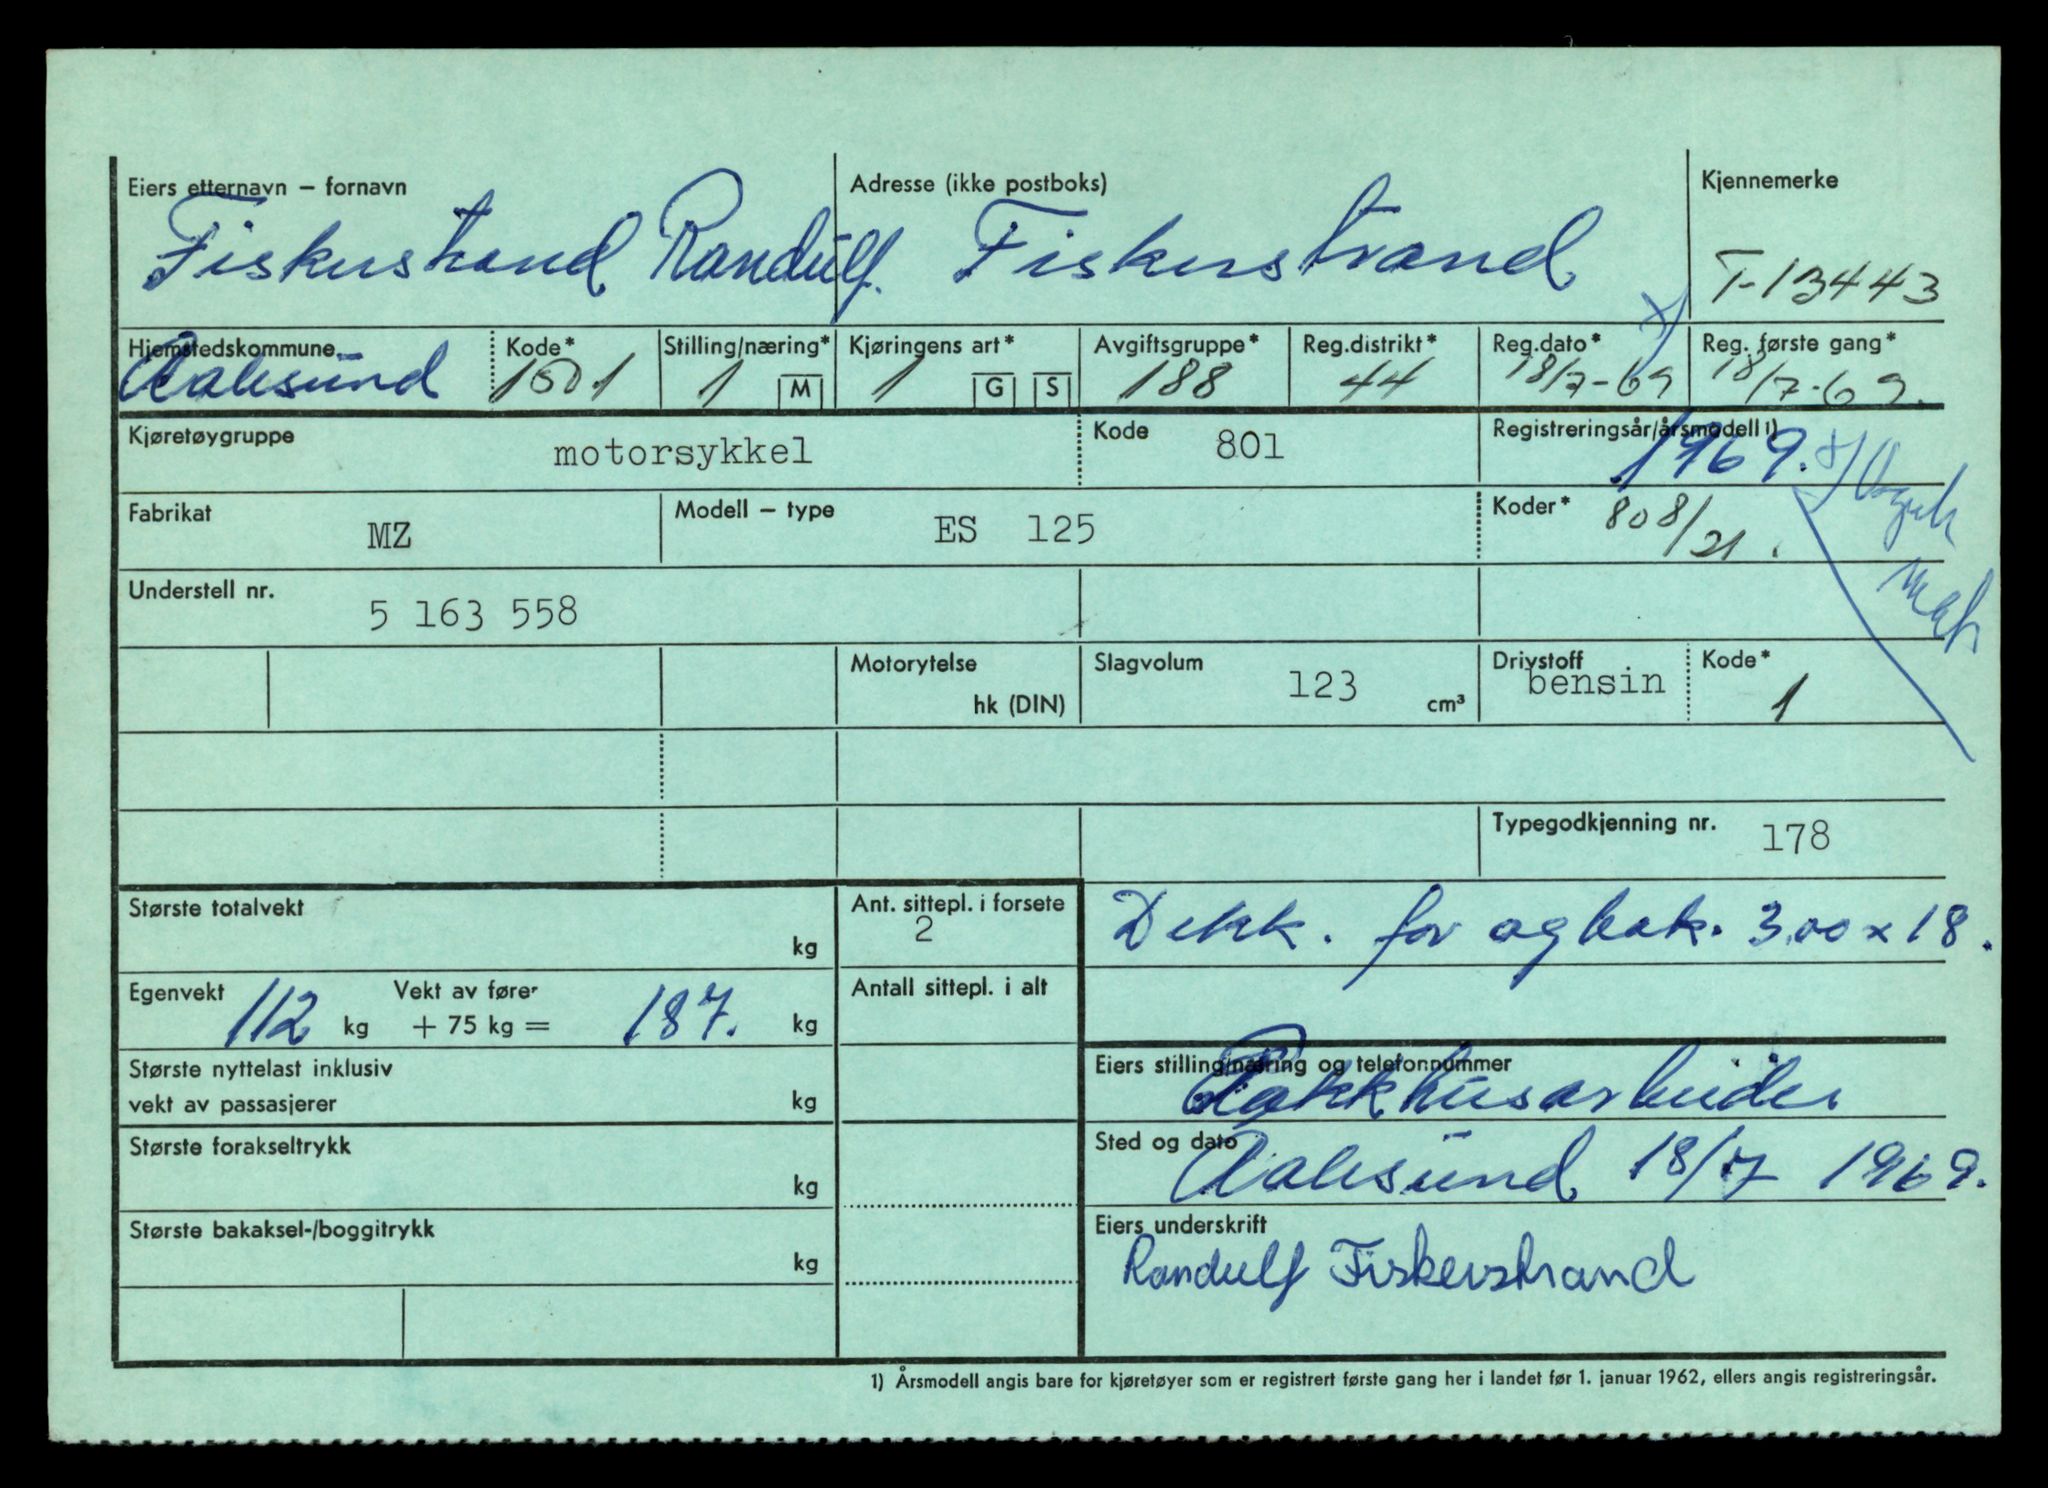 Eiers etternavn – fornavn Adresse (ikke postboks) Kjennemerke
Fiskerstrand Randulf. Fiskerstrand T-13443
Hjemstedskommune Kode* Stilling/næring* Kjøringens art* Avgiftsgruppe* Reg.distrikt* Reg.dato* Reg. første gang*
Aalesund 1501 1 M 1 G S 188 44 18/7-69 18/7-69.
Kjøretøygruppe motorsykkel Kode 801 Registreringsår/årsmodell 1) 1969.
Fabrikat MZ Modell – type ES 125 Koder* 808/21.
Understell nr. 5 163 558
Motorytelse hk (DIN) Slagvolum 123 cm³ Drivstoff bensin Kode* 1
Typegodkjenning nr. 178
Største totalvekt kg Ant. sittepl. i forsete 2 Dekk. for og bak. 3.00 x 18.
Egenvekt 112 kg Vekt av fører + 75 kg = 187. kg Antall sittepl. i alt
Største nyttelast inklusiv
vekt av passasjerer kg
Eiers stilling/næring og telefonnummer
Pakkhusarbeider
Største forakseltrykk kg
Sted og dato Aalesund 18/7 1969.
Største bakaksel-/boggitrykk kg
Eiers underskrift
Randulf Fiskerstrand
1) Årsmodell angis bare for kjøretøyer som er registrert første gang her i landet før 1. januar 1962, ellers angis registreringsår.